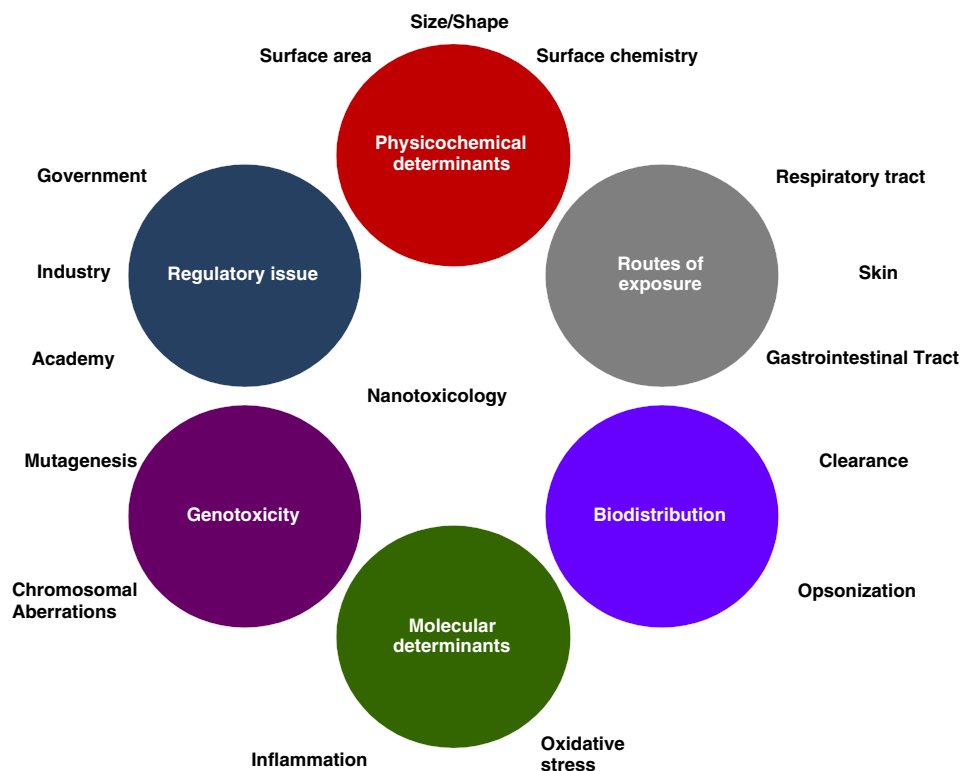 Size/Shape
Surface area
Surface chemistry
Physicochemical
determinants
Government
Respiratory tract
Industry
Regulatory issue
Routes of
exposure
Skin
Academy
Gastrointestinal Tract
Nanotoxicology
Mutagenesis
Clearance
Genotoxicity
Biodistribution
Chromosomal
Aberrations
Opsonization
Molecular
determinants
Inflammation
Oxidative
stress